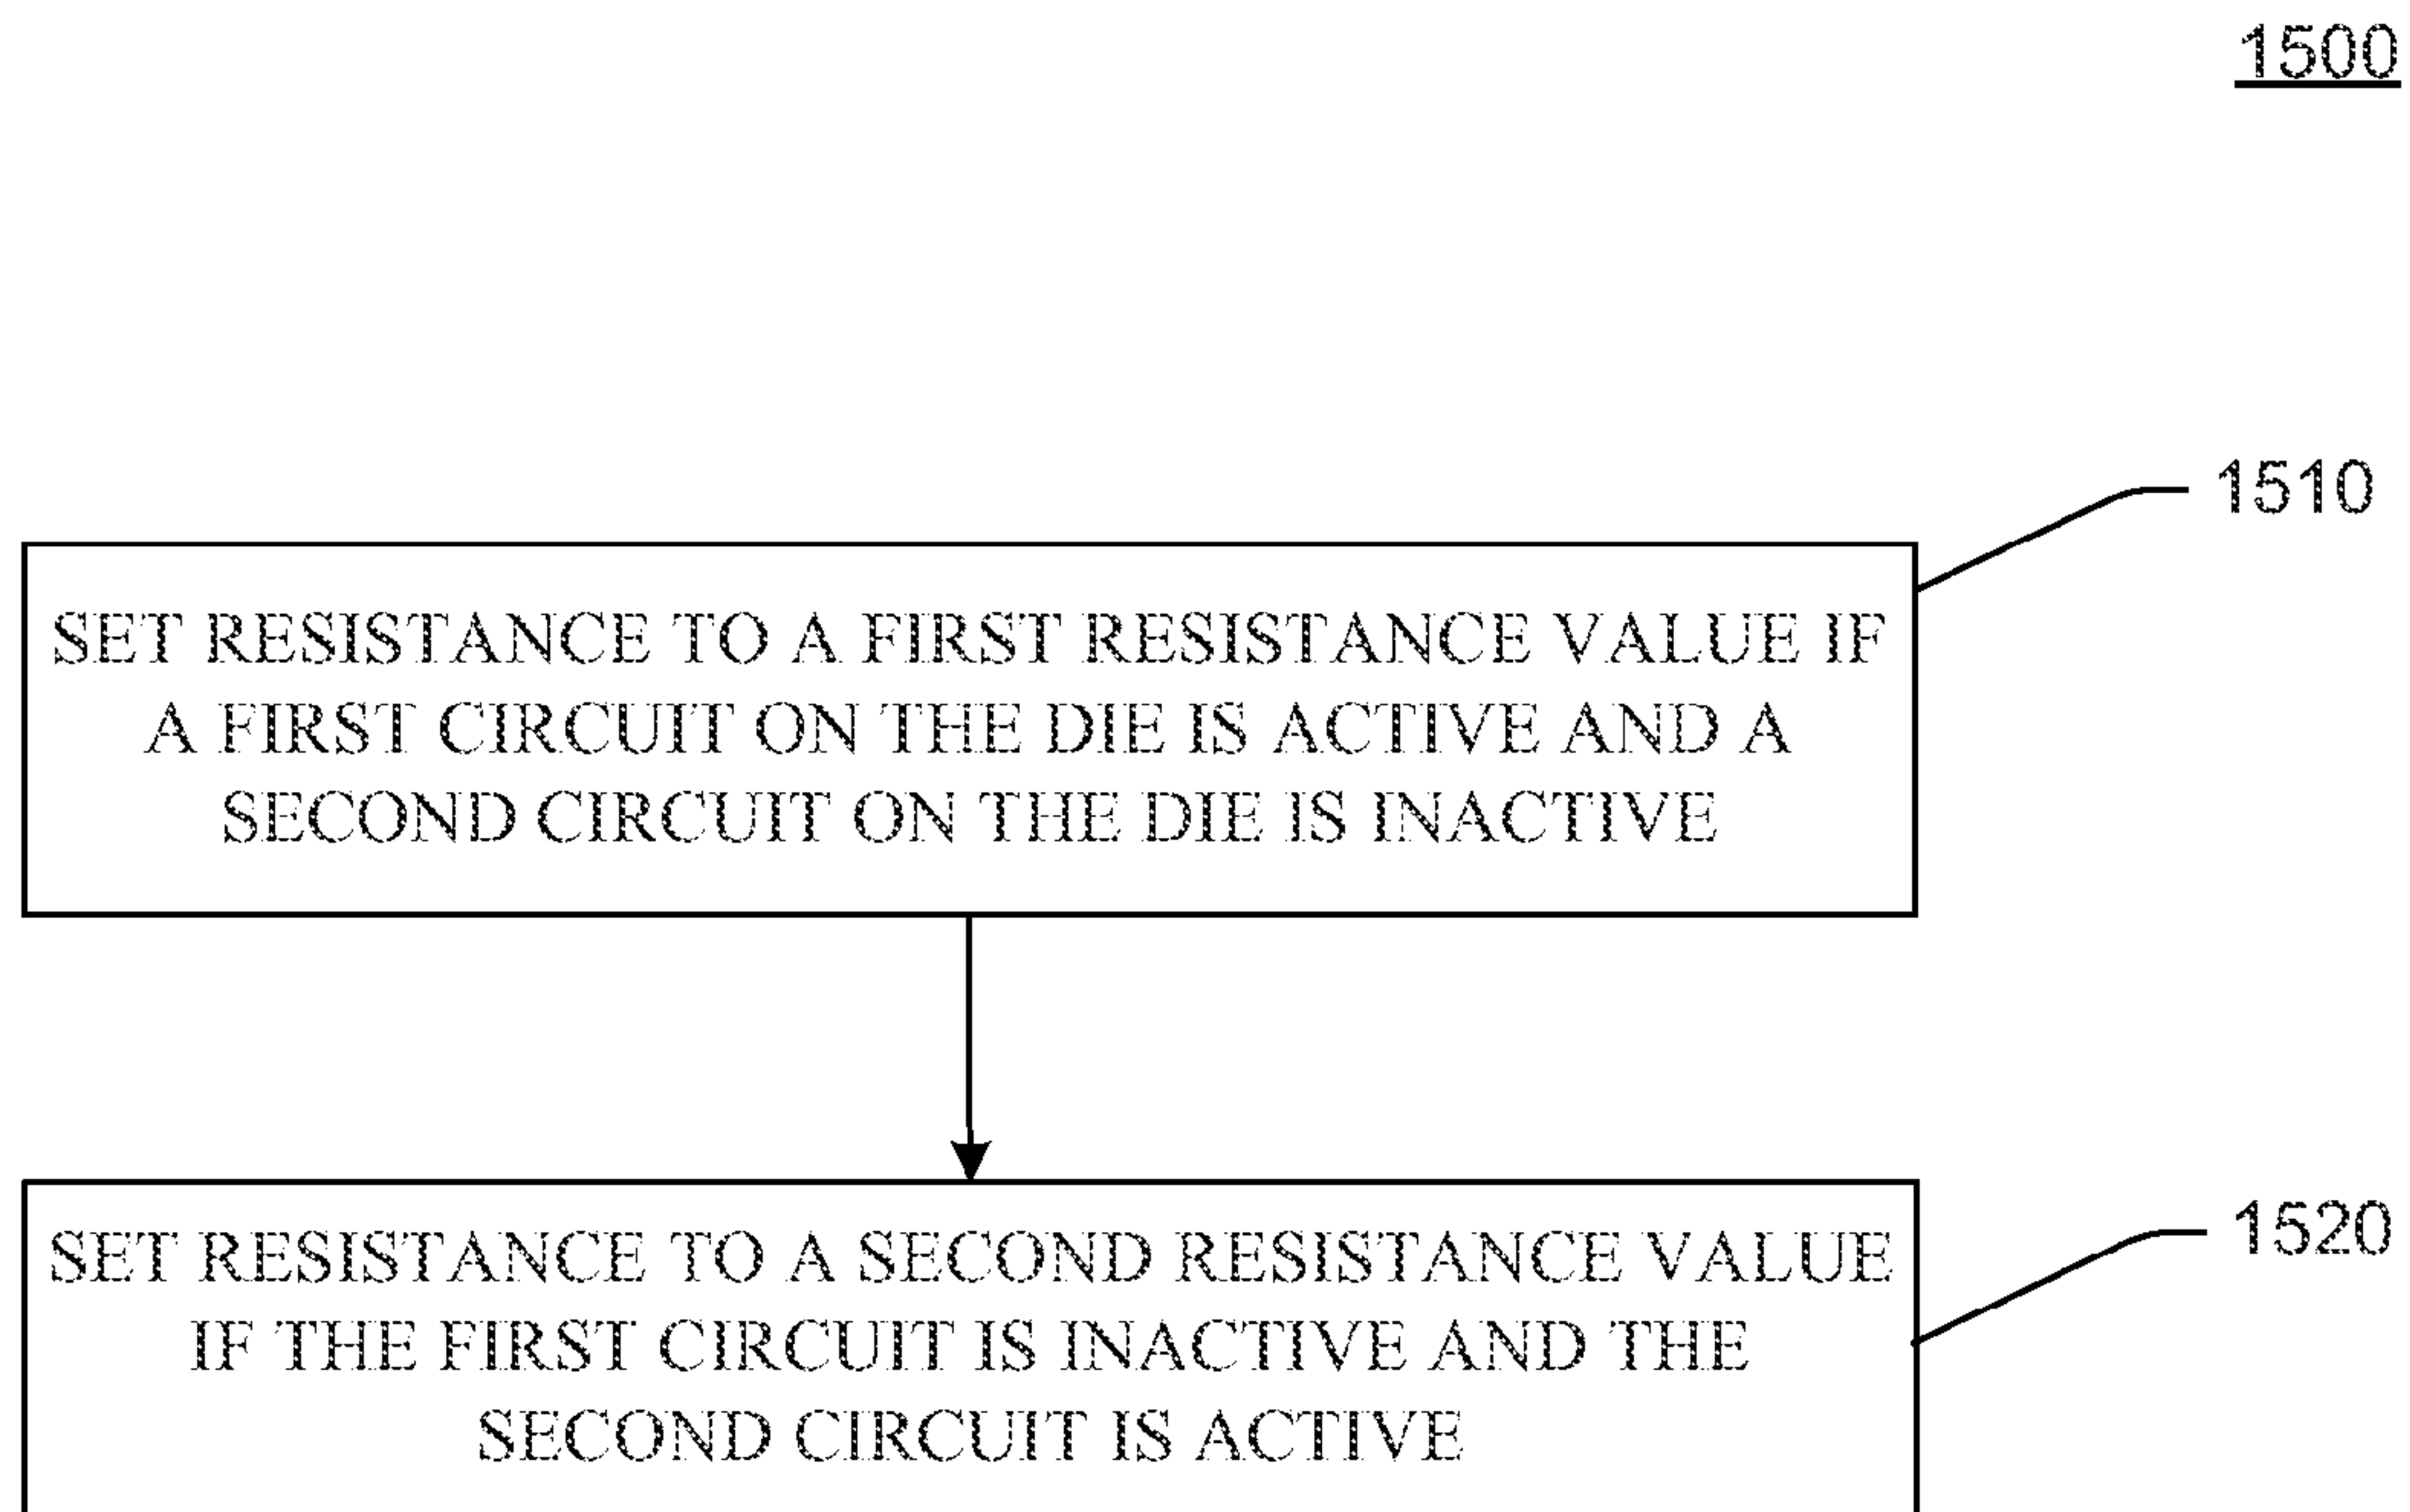 1500
1510
SET RESISTANCE TO A FIRST RESISTANCE VALUE IF
A FIRST CIRCUIT ON THE DIE IS ACTIVE AND A
SECOND CIRCUIT ON THE DIE IS INACTIVE
1520
SET RESISTANCE TO A SECOND RESISTANCE VALUE
IF THE FIRST CIRCUIT IS INACTIVE AND THE
SECOND CIRCUIT IS ACTIVE